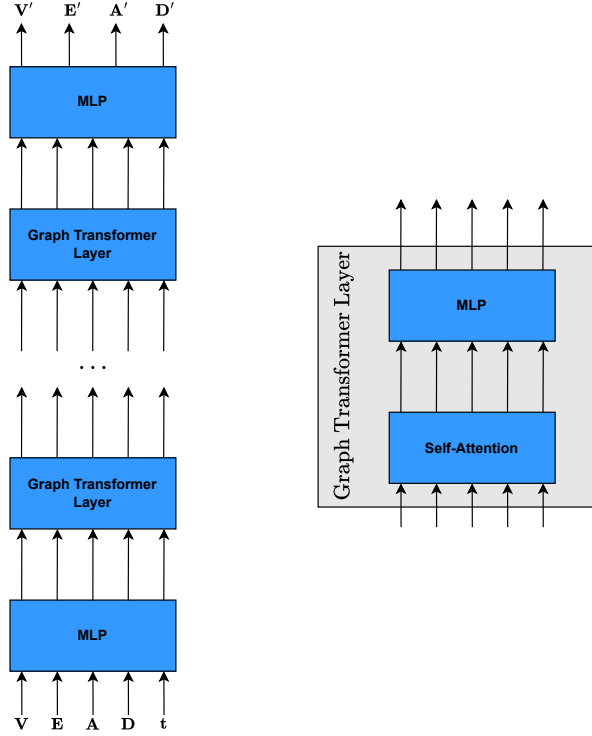 V′ E′ A′ D′
MLP
Graph Transformer
Layer
...
Graph Transformer
Layer
MLP
V E A D t
Graph Transformer Layer
MLP
Self-Attention